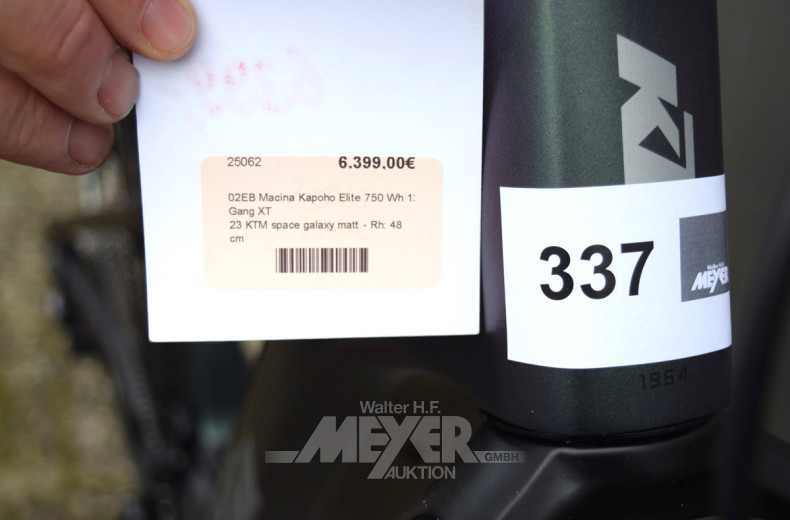 25062 6.399,00€
02EB Macina Kapoho Elite 750 Wh 1
Gang XT
23 KTM space galaxy matt - Rh: 48
cm
337
Walter H.F.
MEYER
1964
Walter H.F.
MEYER
GMBH
AUKTION